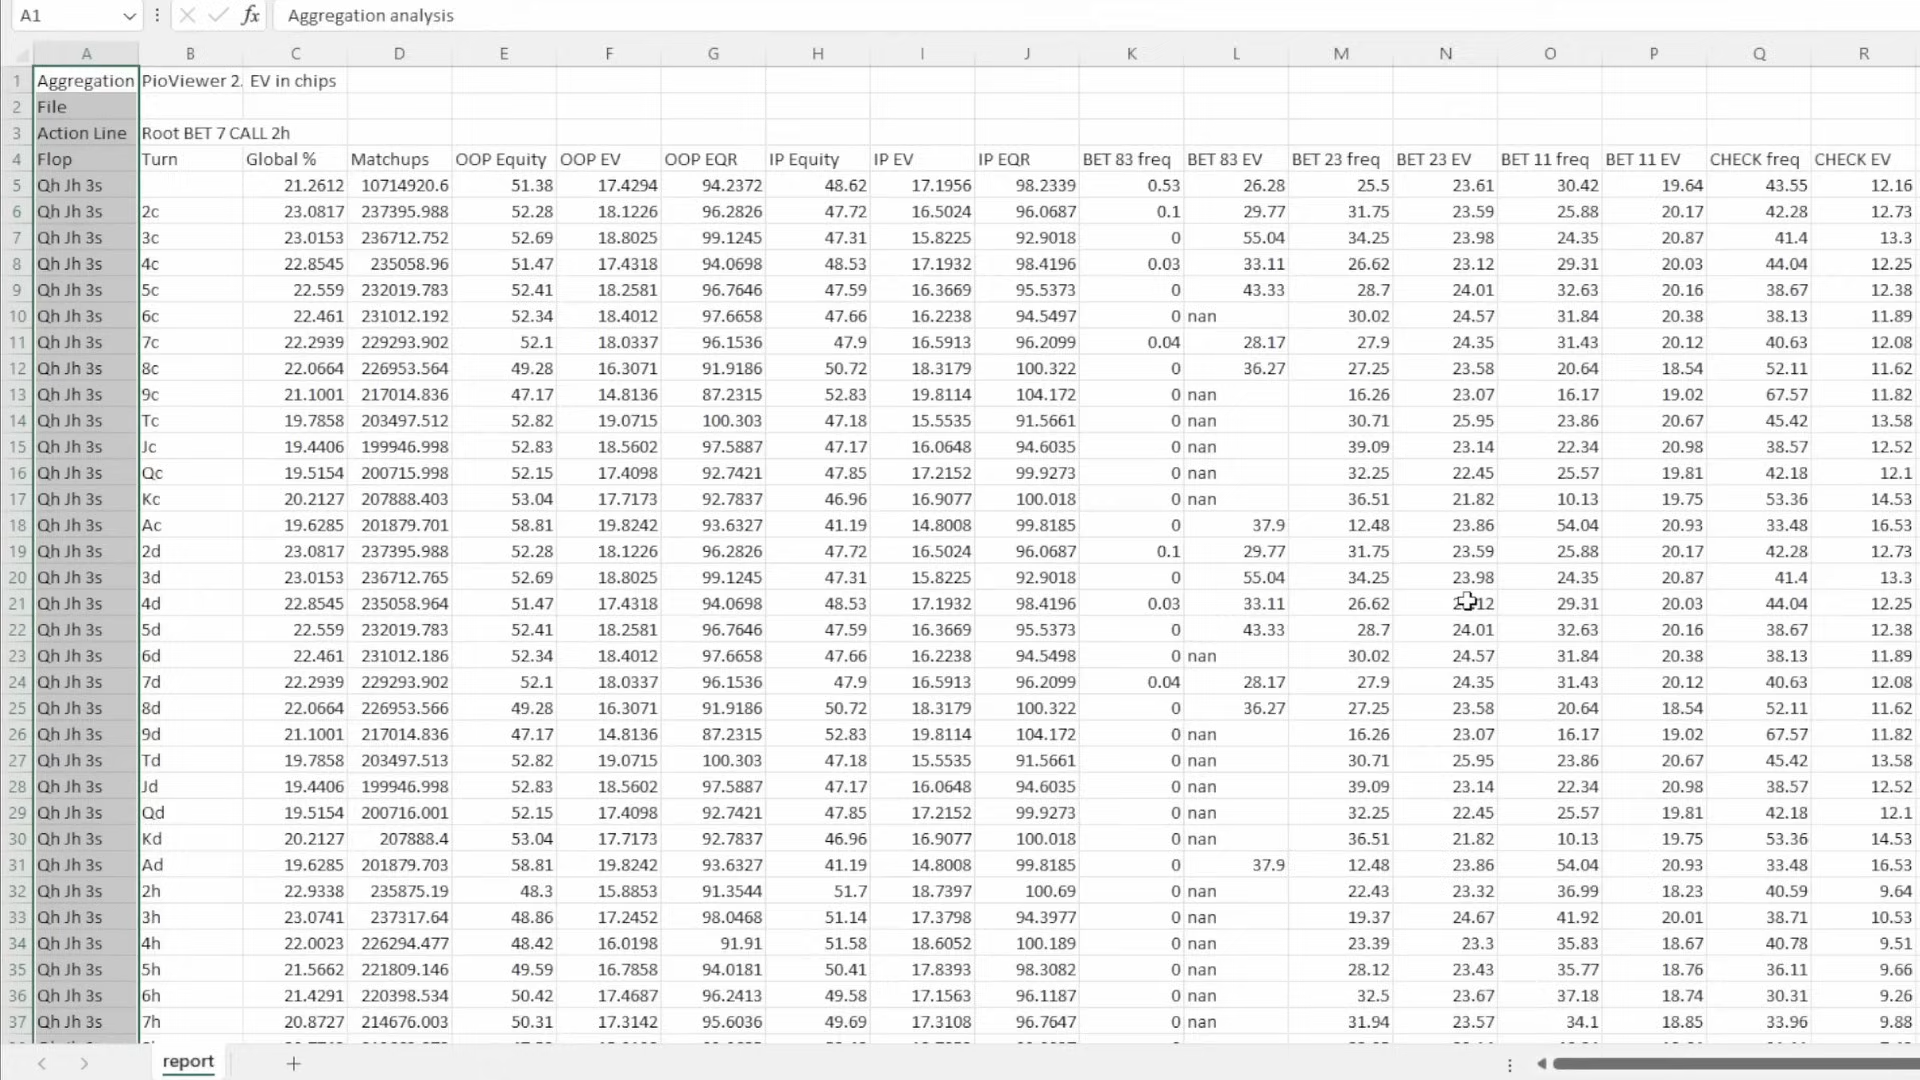 A1 fx Aggregation analysis
A B C D E F G H I J K L M N O P Q R
1 Aggregation PioViewer 2. EV in chips
2 File
3 Action Line Root BET 7 CALL 2h
4 Flop Turn Global % Matchups OOP Equity OOP EV OOP EQR IP Equity IP EV IP EQR BET 83 freq BET 83 EV BET 23 freq BET 23 EV BET 11 freq BET 11 EV CHECK freq CHECK EV
5 Qh Jh 3s 21.2612 10714920.6 51.38 17.4294 94.2372 48.62 17.1956 98.2339 0.53 26.28 25.5 23.61 30.42 19.64 43.55 12.16
6 Qh Jh 3s 2c 23.0817 237395.988 52.28 18.1226 96.2826 47.72 16.5024 96.0687 0.1 29.77 31.75 23.59 25.88 20.17 42.28 12.73
7 Qh Jh 3s 3c 23.0153 236712.752 52.69 18.8025 99.1245 47.31 15.8225 92.9018 0 55.04 34.25 23.98 24.35 20.87 41.4 13.3
8 Qh Jh 3s 4c 22.8545 235058.96 51.47 17.4318 94.0698 48.53 17.1932 98.4196 0.03 33.11 26.62 23.12 29.31 20.03 44.04 12.25
9 Qh Jh 3s 5c 22.559 232019.783 52.41 18.2581 96.7646 47.59 16.3669 95.5373 0 43.33 28.7 24.01 32.63 20.16 38.67 12.38
10 Qh Jh 3s 6c 22.461 231012.192 52.34 18.4012 97.6658 47.66 16.2238 94.5497 0 nan 30.02 24.57 31.84 20.38 38.13 11.89
11 Qh Jh 3s 7c 22.2939 229293.902 52.1 18.0337 96.1536 47.9 16.5913 96.2099 0.04 28.17 27.9 24.35 31.43 20.12 40.63 12.08
12 Qh Jh 3s 8c 22.0664 226953.564 49.28 16.3071 91.9186 50.72 18.3179 100.322 0 36.27 27.25 23.58 20.64 18.54 52.11 11.62
13 Qh Jh 3s 9c 21.1001 217014.836 47.17 14.8136 87.2315 52.83 19.8114 104.172 0 nan 16.26 23.07 16.17 19.02 67.57 11.82
14 Qh Jh 3s Tc 19.7858 203497.512 52.82 19.0715 100.303 47.18 15.5535 91.5661 0 nan 30.71 25.95 23.86 20.67 45.42 13.58
15 Qh Jh 3s Jc 19.4406 199946.998 52.83 18.5602 97.5887 47.17 16.0648 94.6035 0 nan 39.09 23.14 22.34 20.98 38.57 12.52
16 Qh Jh 3s Qc 19.5154 200715.998 52.15 17.4098 92.7421 47.85 17.2152 99.9273 0 nan 32.25 22.45 25.57 19.81 42.18 12.1
17 Qh Jh 3s Kc 20.2127 207888.403 53.04 17.7173 92.7837 46.96 16.9077 100.018 0 nan 36.51 21.82 10.13 19.75 53.36 14.53
18 Qh Jh 3s Ac 19.6285 201879.701 58.81 19.8242 93.6327 41.19 14.8008 99.8185 0 37.9 12.48 23.86 54.04 20.93 33.48 16.53
19 Qh Jh 3s 2d 23.0817 237395.988 52.28 18.1226 96.2826 47.72 16.5024 96.0687 0.1 29.77 31.75 23.59 25.88 20.17 42.28 12.73
20 Qh Jh 3s 3d 23.0153 236712.765 52.69 18.8025 99.1245 47.31 15.8225 92.9018 0 55.04 34.25 23.98 24.35 20.87 41.4 13.3
21 Qh Jh 3s 4d 22.8545 235058.964 51.47 17.4318 94.0698 48.53 17.1932 98.4196 0.03 33.11 26.62 29.31 20.03 44.04 12.25
22 Qh Jh 3s 5d 22.559 232019.783 52.41 18.2581 96.7646 47.59 16.3669 95.5373 0 43.33 28.7 24.01 32.63 20.16 38.67 12.38
23 Qh Jh 3s 6d 22.461 231012.186 52.34 18.4012 97.6658 47.66 16.2238 94.5498 0 nan 30.02 24.57 31.84 20.38 38.13 11.89
24 Qh Jh 3s 7d 22.2939 229293.902 52.1 18.0337 96.1536 47.9 16.5913 96.2099 0.04 28.17 27.9 24.35 31.43 20.12 40.63 12.08
25 Qh Jh 3s 8d 22.0664 226953.566 49.28 16.3071 91.9186 50.72 18.3179 100.322 0 36.27 27.25 23.58 20.64 18.54 52.11 11.62
26 Qh Jh 3s 9d 21.1001 217014.836 47.17 14.8136 87.2315 52.83 19.8114 104.172 0 nan 16.26 23.07 16.17 19.02 67.57 11.82
27 Qh Jh 3s Td 19.7858 203497.513 52.82 19.0715 100.303 47.18 15.5535 91.5661 0 nan 30.71 25.95 23.86 20.67 45.42 13.58
28 Qh Jh 3s Jd 19.4406 199946.998 52.83 18.5602 97.5887 47.17 16.0648 94.6035 0 nan 39.09 23.14 22.34 20.98 38.57 12.52
29 Qh Jh 3s Qd 19.5154 200716.001 52.15 17.4098 92.7421 47.85 17.2152 99.9273 0 nan 32.25 22.45 25.57 19.81 42.18 12.1
30 Qh Jh 3s Kd 20.2127 207888.4 53.04 17.7173 92.7837 46.96 16.9077 100.018 0 nan 36.51 21.82 10.13 19.75 53.36 14.53
31 Qh Jh 3s Ad 19.6285 201879.703 58.81 19.8242 93.6327 41.19 14.8008 99.8185 0 37.9 12.48 23.86 54.04 20.93 33.48 16.53
32 Qh Jh 3s 2h 22.9338 235875.19 48.3 15.8853 91.3544 51.7 18.7397 100.69 0 nan 22.43 23.32 36.99 18.23 40.59 9.64
33 Qh Jh 3s 3h 23.0741 237317.64 48.86 17.2452 98.0468 51.14 17.3798 94.3977 0 nan 19.37 24.67 41.92 20.01 38.71 10.53
34 Qh Jh 3s 4h 22.0023 226294.477 48.42 16.0198 91.91 51.58 18.6052 100.189 0 nan 23.39 23.3 35.83 18.67 40.78 9.51
35 Qh Jh 3s 5h 21.5662 221809.146 49.59 16.7858 94.0181 50.41 17.8393 98.3082 0 nan 28.12 23.43 35.77 18.76 36.11 9.66
36 Qh Jh 3s 6h 21.4291 220398.534 50.42 17.4687 96.2413 49.58 17.1563 96.1187 0 nan 32.5 23.67 37.18 18.74 30.31 9.26
37 Qh Jh 3s 7h 20.8727 214676.003 50.31 17.3142 95.6036 49.69 17.3108 96.7647 0 nan 31.94 23.57 34.1 18.85 33.96 9.88
report